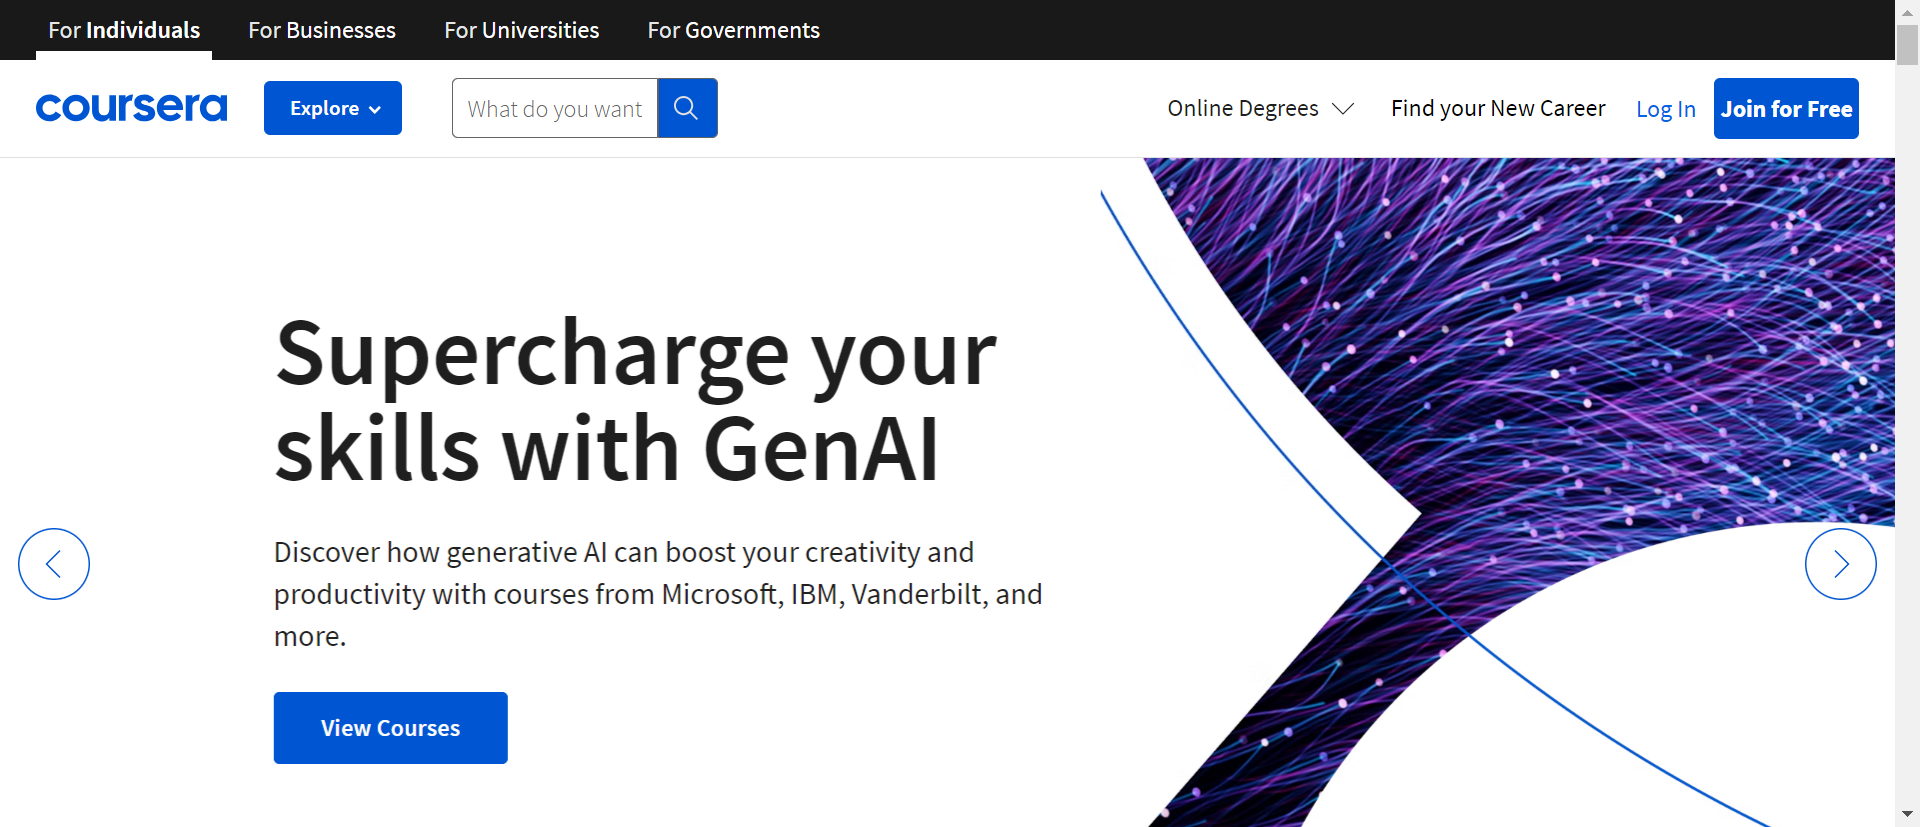 For Individuals For Businesses For Universities For Governments
coursera Explore What do you want Online Degrees Find your New Career Log In Join for Free
Supercharge your
skills with GenAI
Discover how generative AI can boost your creativity and
productivity with courses from Microsoft, IBM, Vanderbilt, and
more.
View Courses